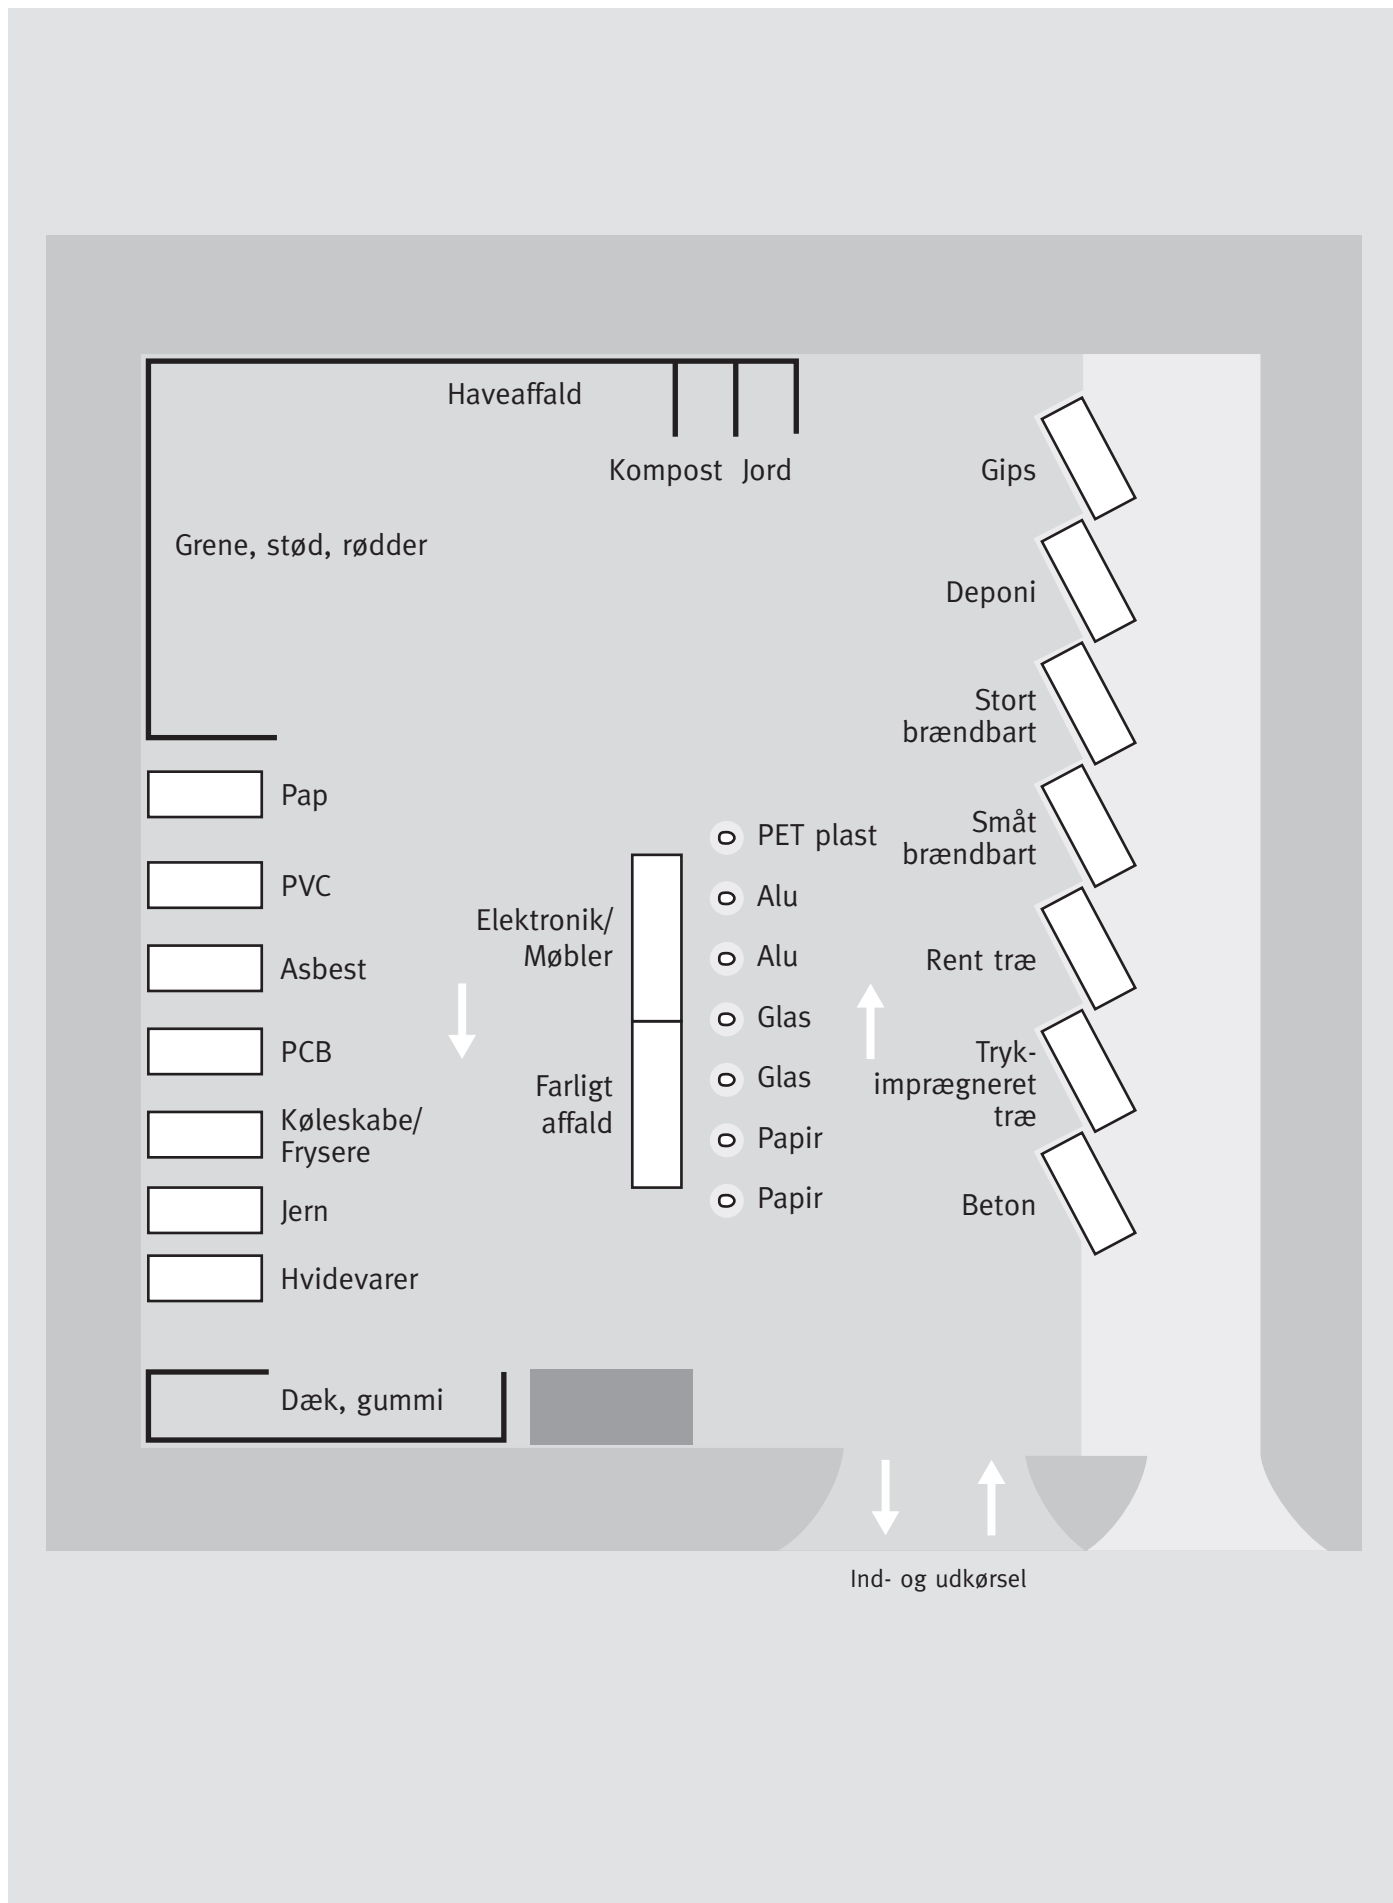 Haveaffald
Kompost Jord
Grene, stød, rødder
Pap
PVC
Asbest
PCB
Køleskabe/
Frysere
Jern
Hvidevarer
Dæk, gummi
Elektronik/
Møbler
Farligt
affald
PET plast
Alu
Alu
Glas
Glas
Papir
Papir
Gips
Deponi
Stort
brændbart
Småt
brændbart
Rent træ
Tryk-
imprægneret
træ
Beton
Ind- og udkørsel